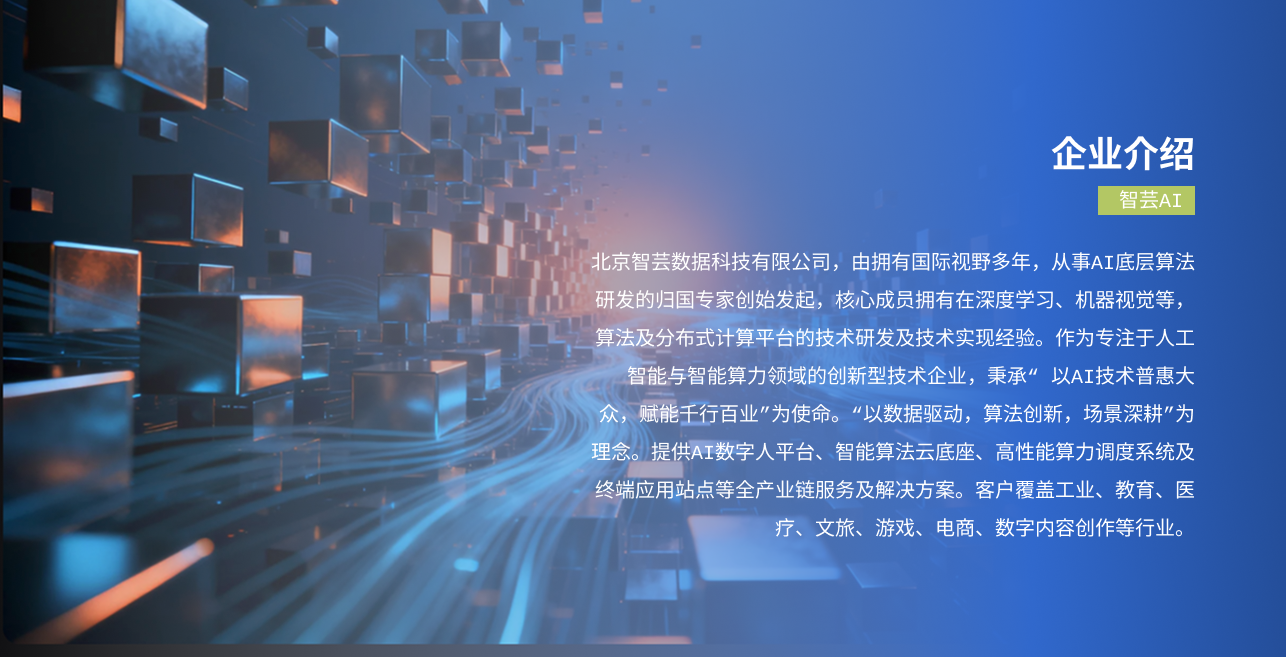 企业介绍
智芸AI
北京智芸数据科技有限公司，由拥有国际视野多年，从事AI底层算法
研发的归国专家创始发起，核心成员拥有在深度学习、机器视觉等，
算法及分布式计算平台的技术研发及技术实现经验。作为专注于人工
智能与智能算力领域的创新型技术企业，秉承“ 以AI技术普惠大
众，赋能千行百业”为使命。“以数据驱动，算法创新，场景深耕”为
理念。提供AI数字人平台、智能算法云底座、高性能算力调度系统及
终端应用站点等全产业链服务及解决方案。客户覆盖工业、教育、医
疗、文旅、游戏、电商、数字内容创作等行业。